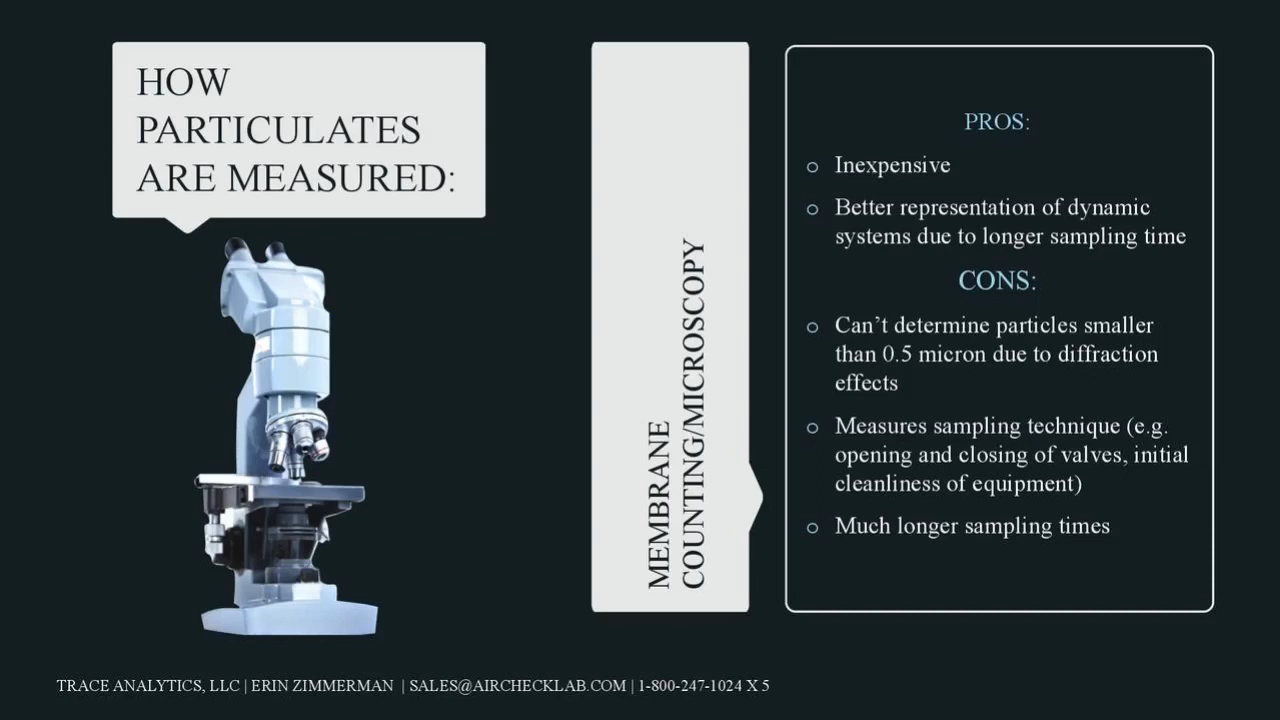 HOW
PARTICULATES
ARE MEASURED:
MEMBRANE
COUNTING/MICROSCOPY
PROS:
o Inexpensive
o Better representation of dynamic
systems due to longer sampling time
CONS:
o Can’t determine particles smaller
than 0.5 micron due to diffraction
effects
o Measures sampling technique (e.g.
opening and closing of valves, initial
cleanliness of equipment)
o Much longer sampling times
TRACE ANALYTICS, LLC | ERIN ZIMMERMAN | SALES@AIRCHECKLAB.COM | 1-800-247-1024 X 5